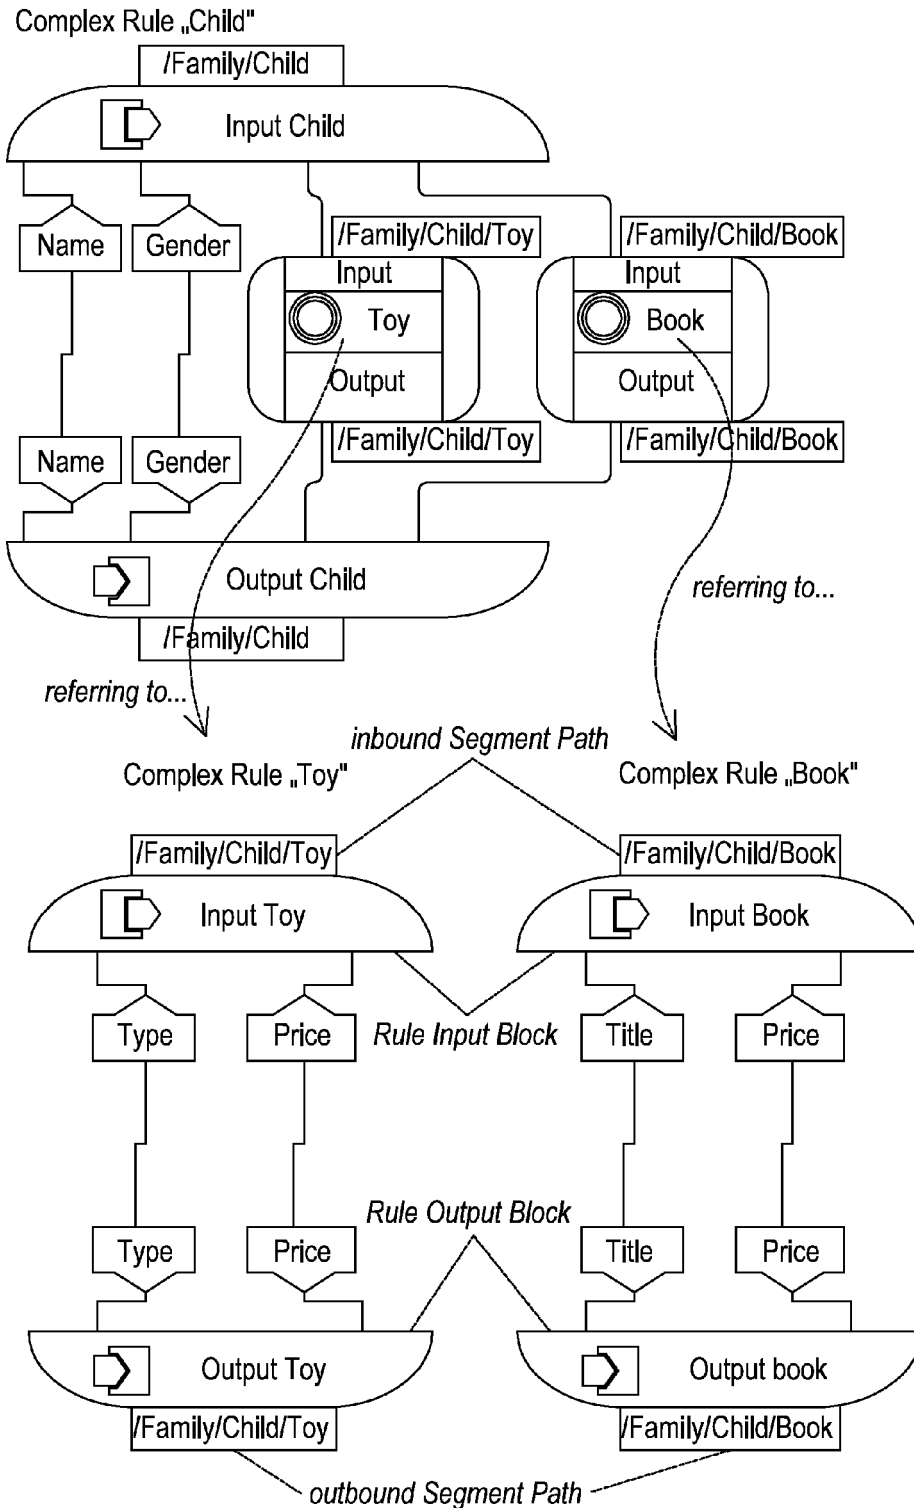 Complex Rule „Child"
/Family/Child
Input Child
/Family/Child/Toy
/Family/Child/Book
Name
Gender
Input
Input
Toy
Book
Output
Output
/Family/Child/Toy
/Family/Child/Book
Name
Gender
Output Child
referring to...
/Family/Child
referring to...
inbound Segment Path
Complex Rule „Toy"
Complex Rule „Book"
/Family/Child/Toy
/Family/Child/Book
Input Toy
Input Book
Type
Price
Rule Input Block
Title
Price
Rule Output Block
Type
Price
Title
Price
Output Toy
Output book
/Family/Child/Toy
/Family/Child/Book
outbound Segment Path